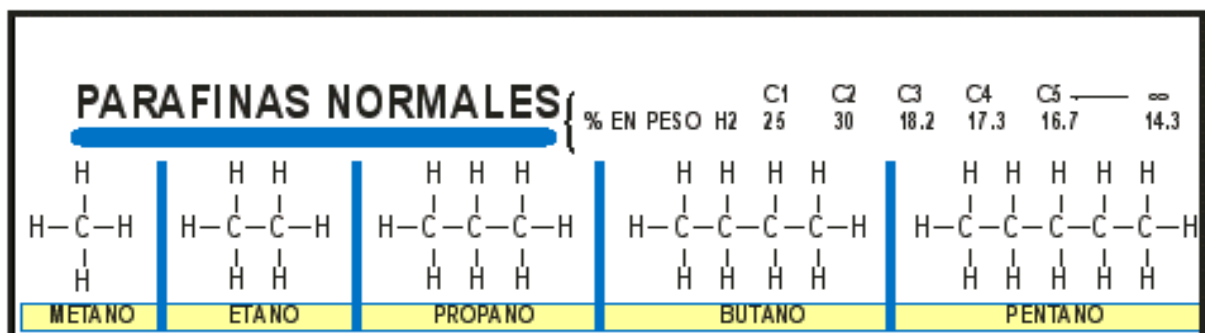 PARAFINAS NORMALES { % EN PESO H2
C1 C2 C3 C4 C5 —— ∞
25 30 18.2 17.3 16.7 14.3
H H H H H H H H H H H H H H H
H–C–H H–C–C–H H–C–C–C–H H–C–C–C–C–H H–C–C–C–C–C–H
H H H H H H H H H H H H H H H
METANO ETANO PROPANO BUTANO PENTANO